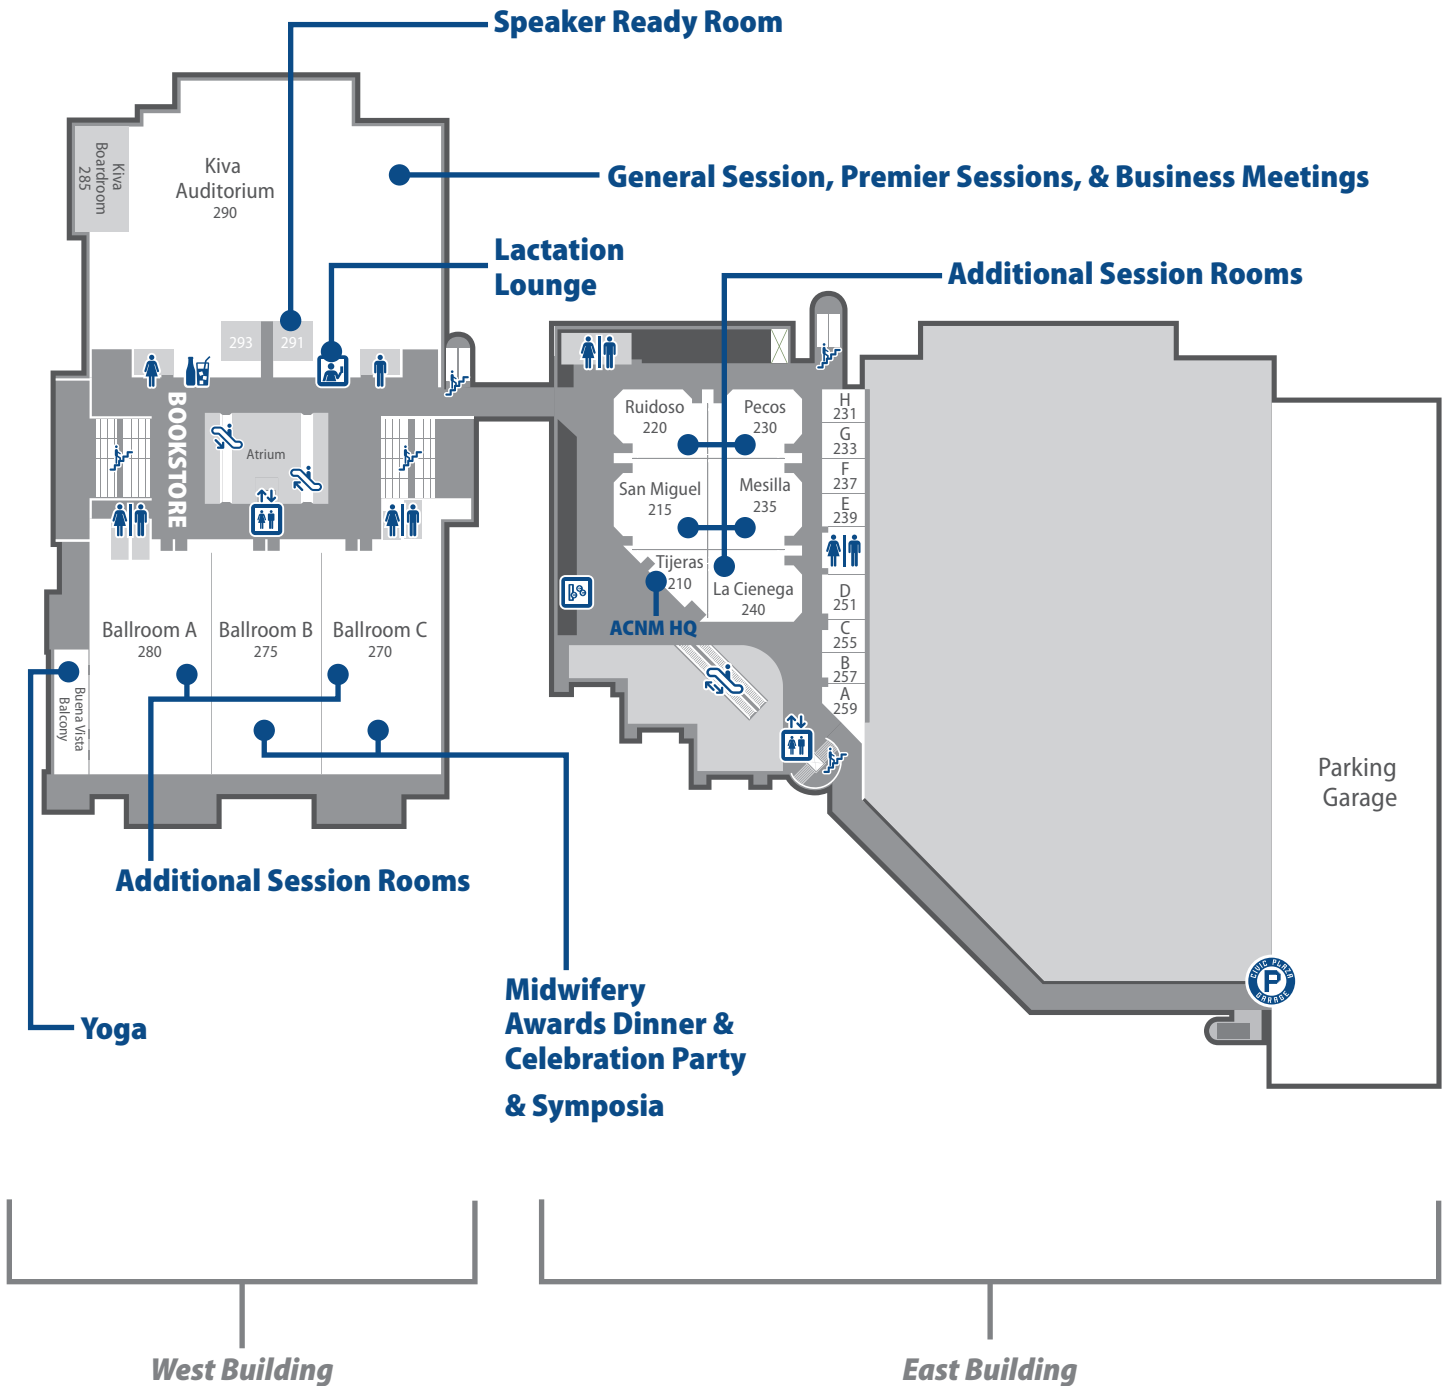 Speaker Ready Room
General Session, Premier Sessions, & Business Meetings
Kiva
Boardroom
285
Kiva
Auditorium
290
Lactation
Lounge
Additional Session Rooms
293
291
BOOKSTORE
Atrium
Ruidoso
220
Pecos
230
San Miguel
215
Mesilla
235
Tijeras
210
La Cienega
240
ACNM HQ
H
231
G
233
F
237
E
239
D
251
C
255
B
257
A
259
Ballroom A
280
Ballroom B
275
Ballroom C
270
Buena Vista
Balcony
Parking
Garage
CIVIC PLAZA
P
GARAGE
Additional Session Rooms
Yoga
Midwifery
Awards Dinner &
Celebration Party
& Symposia
West Building
East Building